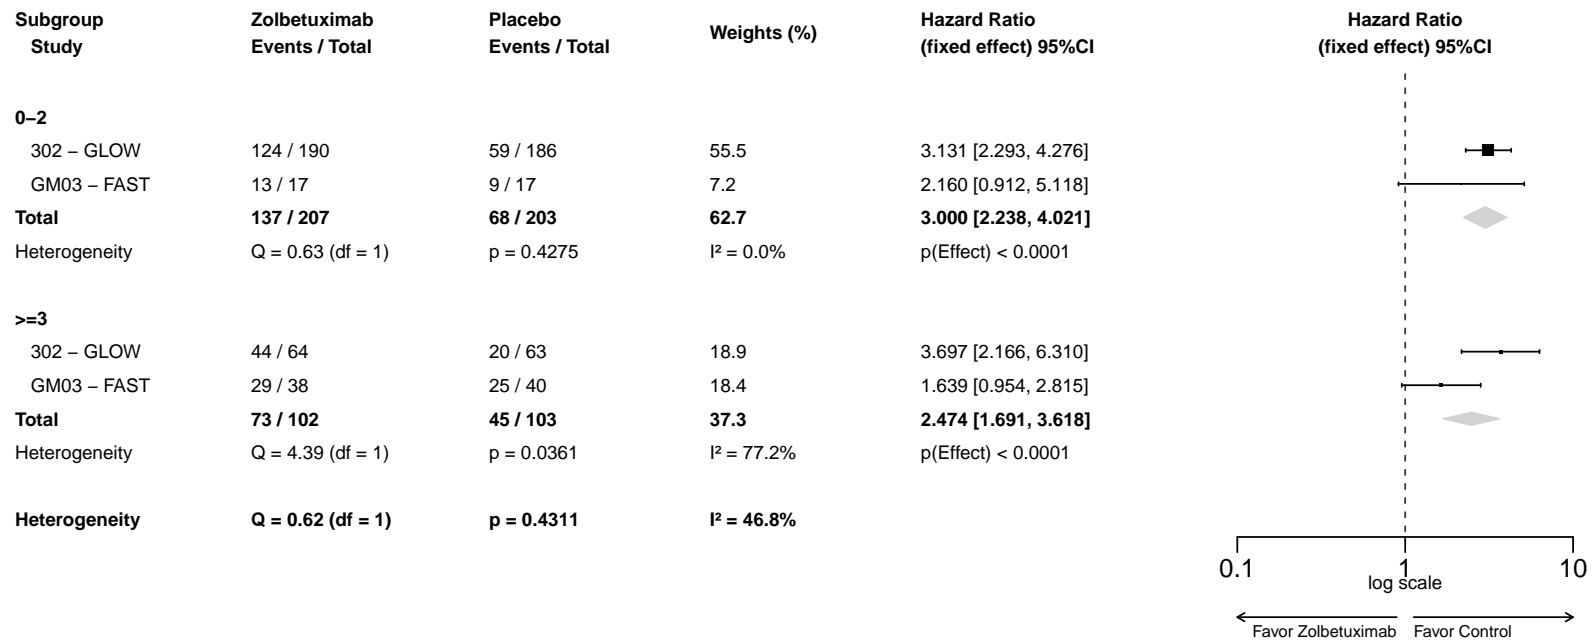 Subgroup Zolbetuximab Placebo Weights (%) Hazard Ratio Hazard Ratio
Study Events / Total Events / Total (fixed effect) 95%CI (fixed effect) 95%CI
0–2
302 – GLOW 124 / 190 59 / 186 55.5 3.131 [2.293, 4.276]
GM03 – FAST 13 / 17 9 / 17 7.2 2.160 [0.912, 5.118]
Total 137 / 207 68 / 203 62.7 3.000 [2.238, 4.021]
Heterogeneity Q = 0.63 (df = 1) p = 0.4275 I² = 0.0% p(Effect) < 0.0001
>=3
302 – GLOW 44 / 64 20 / 63 18.9 3.697 [2.166, 6.310]
GM03 – FAST 29 / 38 25 / 40 18.4 1.639 [0.954, 2.815]
Total 73 / 102 45 / 103 37.3 2.474 [1.691, 3.618]
Heterogeneity Q = 4.39 (df = 1) p = 0.0361 I² = 77.2% p(Effect) < 0.0001
Heterogeneity Q = 0.62 (df = 1) p = 0.4311 I² = 46.8%
0.1 1 10
log scale
Favor Zolbetuximab Favor Control